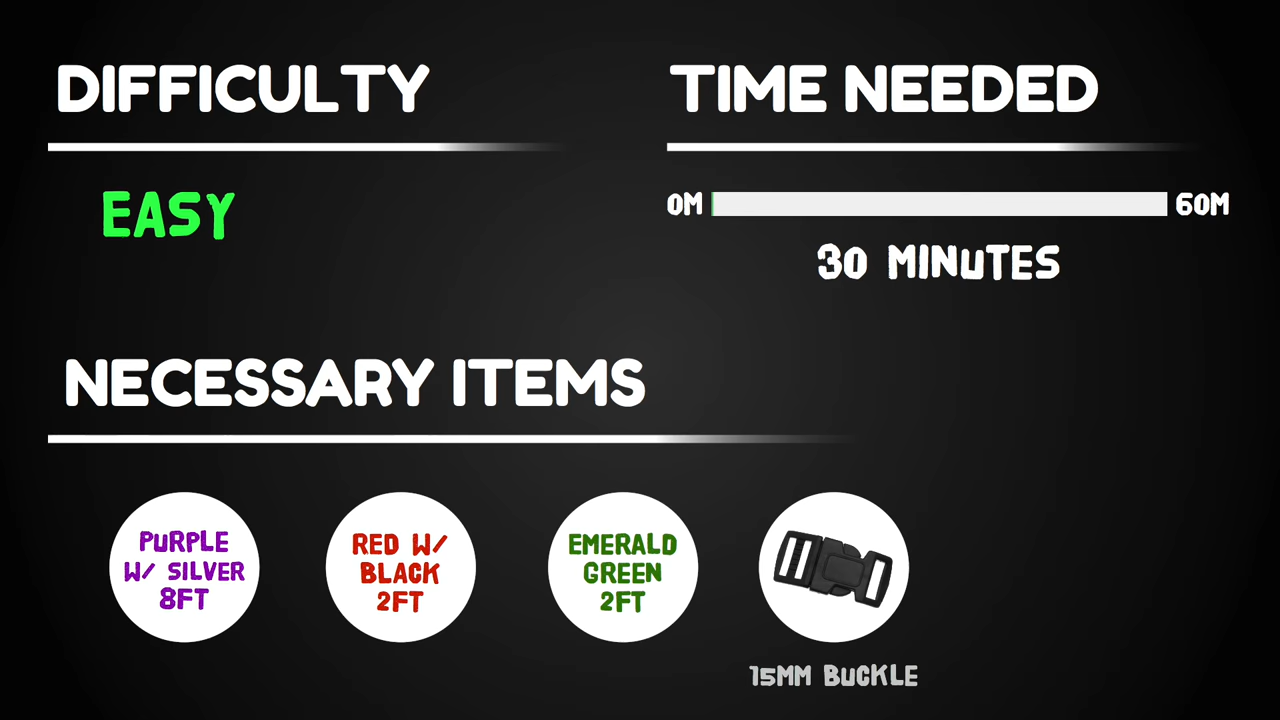 DIFFICULTY
EASY
TIME NEEDED
0M 60M
30 MINUTES
NECESSARY ITEMS
PURPLE
W/ SILVER
8FT
RED W/
BLACK
2FT
EMERALD
GREEN
2FT
15MM BUCKLE